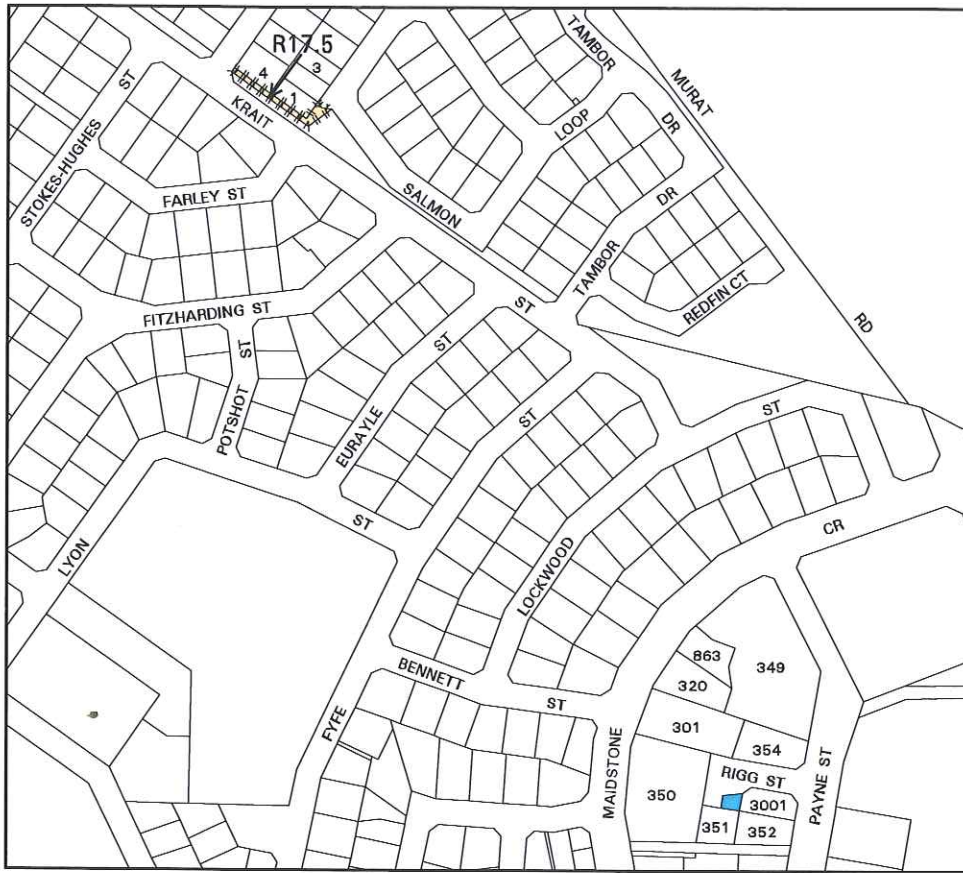 TAMBOR
MURAT
R17.5
ST
4
3
1
KRAIT
DR
LOOP
STOKES-HUGHES
FARLEY ST
SALMON
DR
TAMBOR
REDFIN CT
ST
RD
FITZHARDING ST
ST
ST
POTSHOT
EURAYLE
ST
ST
ST
CR
LYON
LOCKWOOD
863
349
320
BENNETT
ST
301
FYFE
354
MAIDSTONE
RIGG ST
PAYNE ST
350
3001
351
352